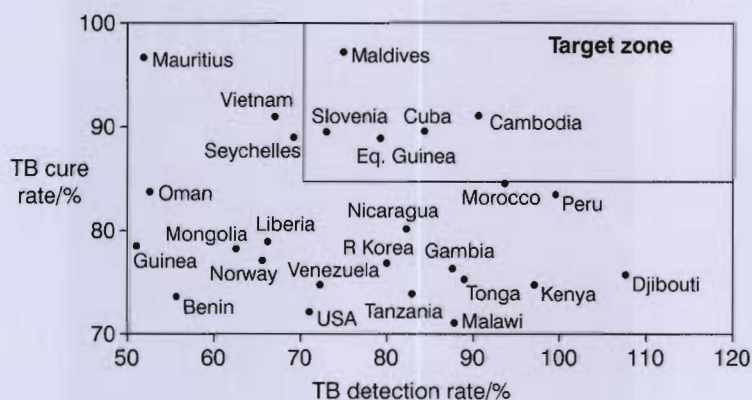 100
90
80
70
TB cure
rate/%
Target zone
Mauritius
Maldives
Vietnam
Slovenia
Cuba
Cambodia
Seychelles
Eq. Guinea
Oman
Morocco
Peru
Nicaragua
Liberia
Mongolia
R Korea
Gambia
Guinea
Norway
Venezuela
Djibouti
Benin
USA
Tanzania
Tonga
Kenya
Malawi
50 60 70 80 90 100 110 120
TB detection rate/%